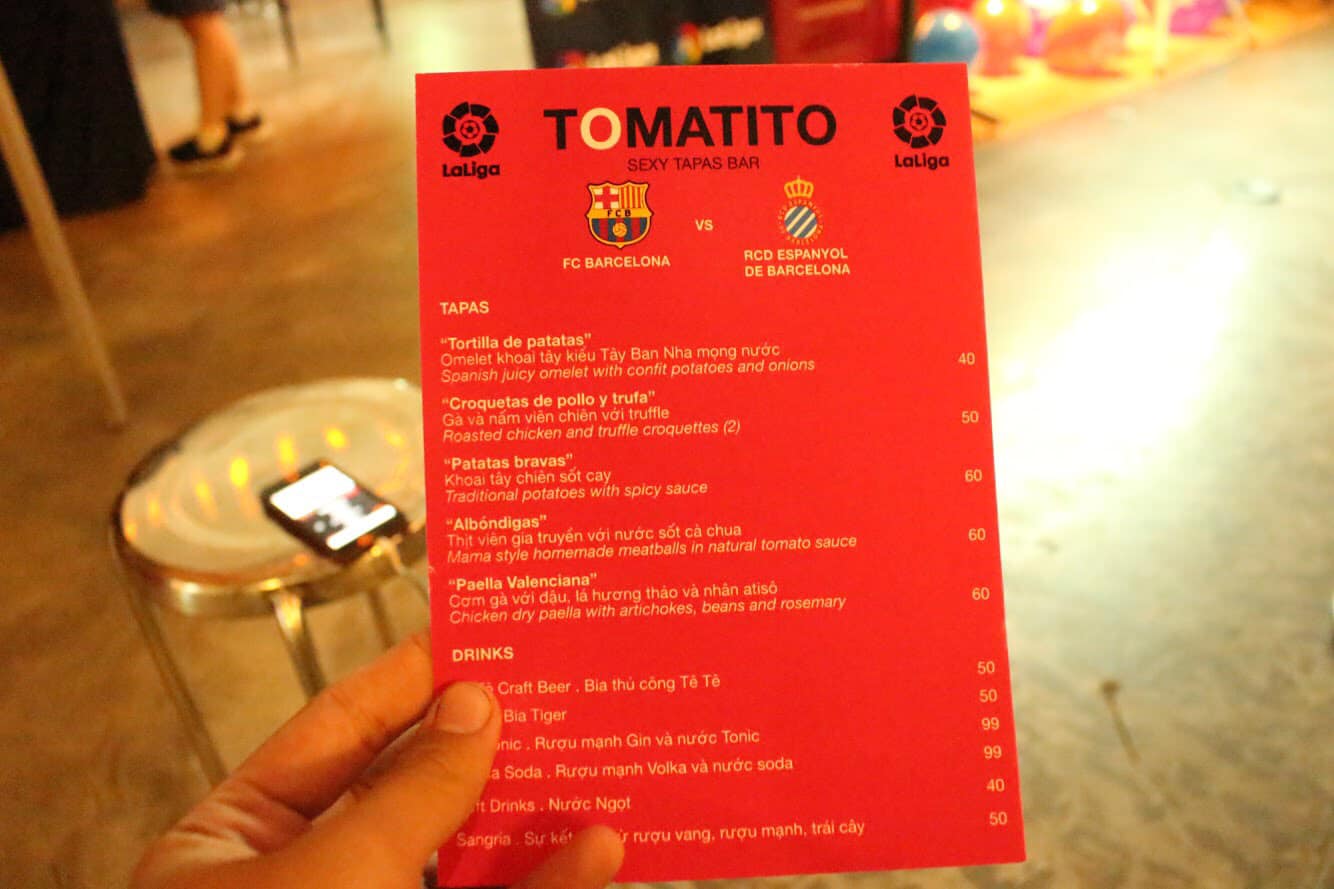 LaLiga
TOMATITO
SEXY TAPAS BAR
LaLiga
FCB
FC BARCELONA
vs
RCD ESPANYOL
DE BARCELONA
TAPAS
“Tortilla de patatas”
Omelet khoai tây kiểu Tây Ban Nha mọng nước 40
Spanish juicy omelet with confit potatoes and onions
“Croquetas de pollo y trufa”
Gà và nấm viên chiên với truffle 50
Roasted chicken and truffle croquettes (2)
“Patatas bravas”
Khoai tây chiên sốt cay 60
Traditional potatoes with spicy sauce
“Albóndigas”
Thịt viên gia truyền với nước sốt cà chua 60
Mama style homemade meatballs in natural tomato sauce
“Paella Valenciana”
Cơm gà với đậu, lá hương thảo và nhân atisô 60
Chicken dry paella with artichokes, beans and rosemary
DRINKS
Craft Beer . Bia thủ công Tê Tê 50
Bia Tiger 50
. Rượu mạnh Gin và nước Tonic 99
Soda . Rượu mạnh Volka và nước soda 99
Drinks . Nước Ngọt 40
Sangria . Sự rượu vang, rượu mạnh, trái cây 50